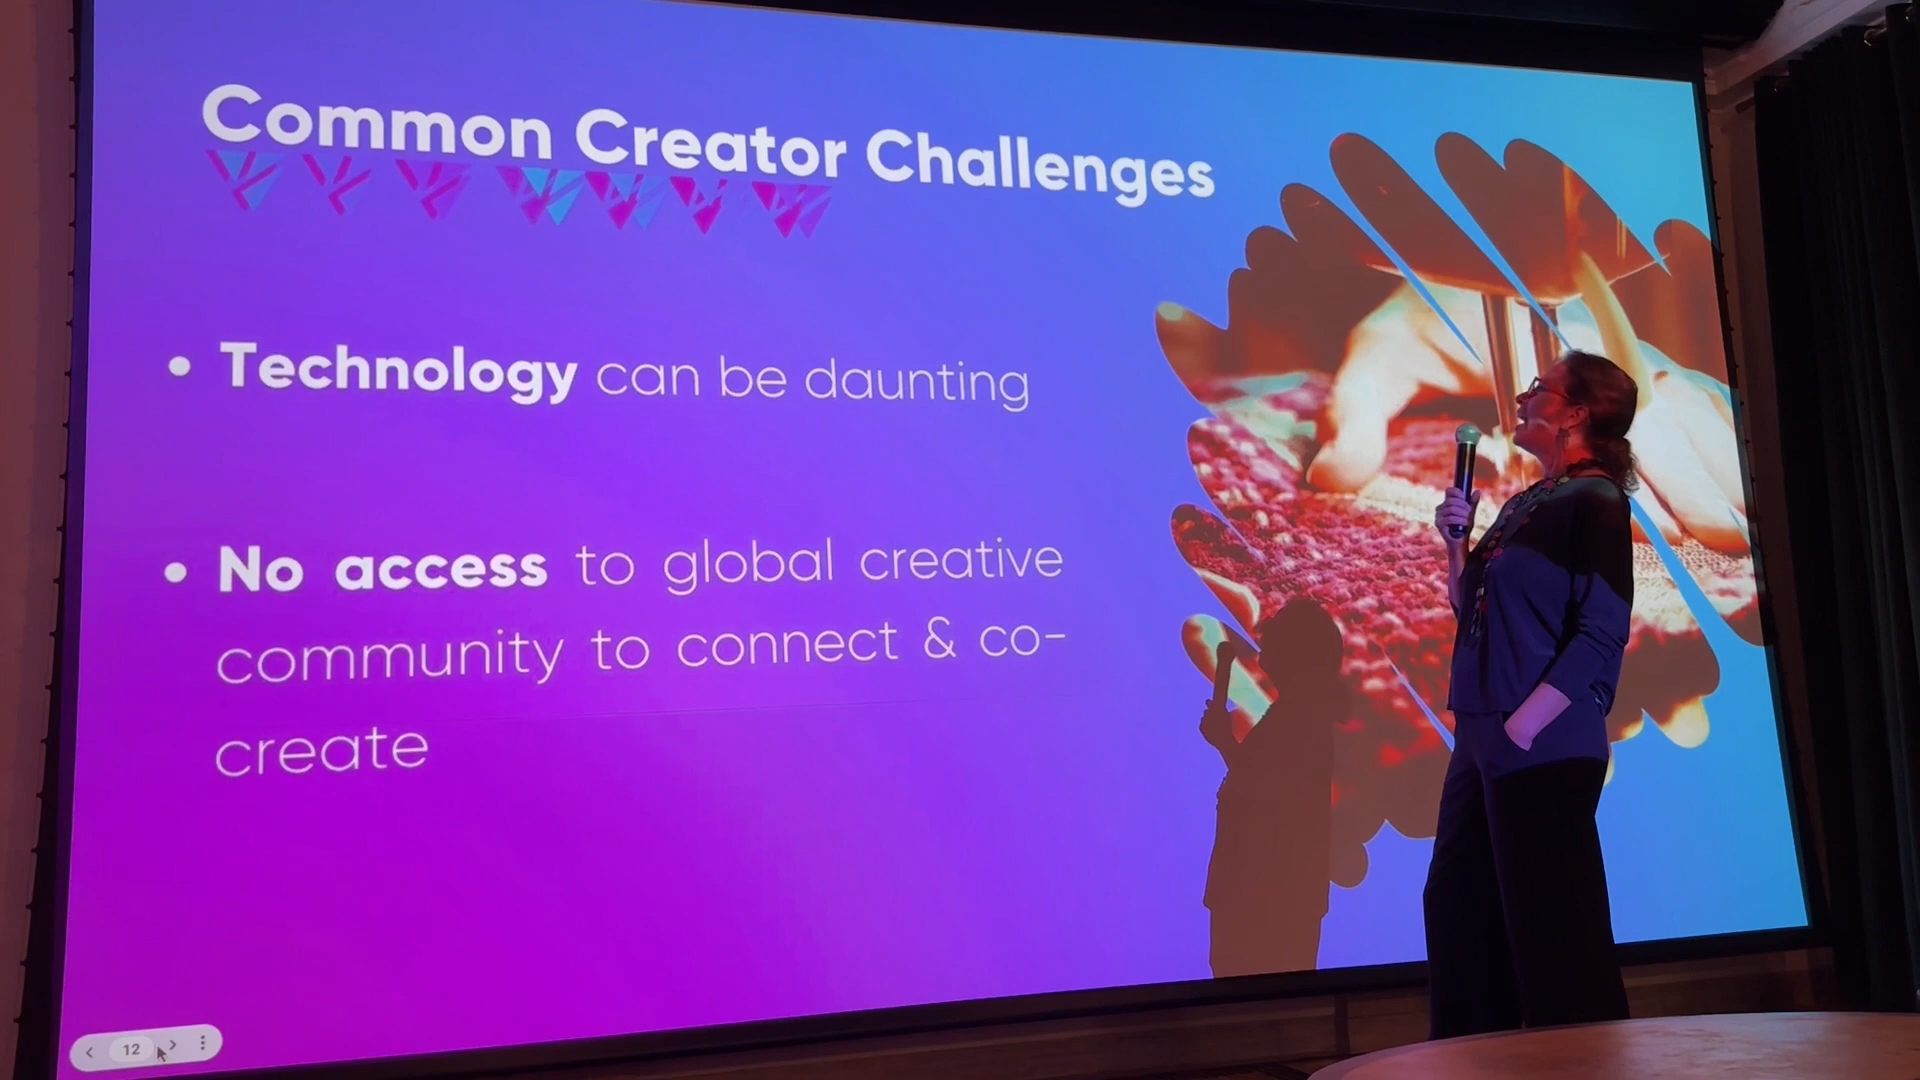 Common Creator Challenges
• Technology can be daunting
• No access to global creative
community to connect & co-
create
12